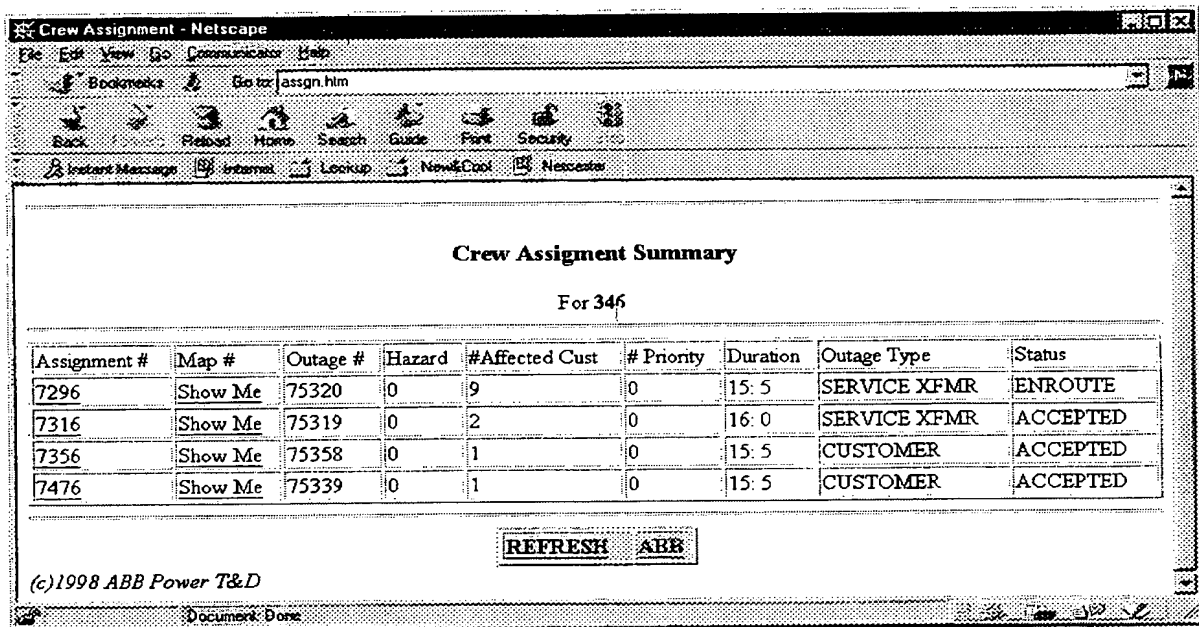 Crew Assignment - Netscape
File Edit View Go Communicator Help
Bookmarks Go to: assgn.htm
Back Reload Home Search Guide Print Security
Instant Message Internet Lookup New&Cool Netcaster
Crew Assigment Summary
For 346
Assignment # Map # Outage # Hazard #Affected Cust # Priority Duration Outage Type Status
7296 Show Me 75320 0 9 0 15: 5 SERVICE XFMR ENROUTE
7316 Show Me 75319 0 2 0 16: 0 SERVICE XFMR ACCEPTED
7356 Show Me 75358 0 1 0 15: 5 CUSTOMER ACCEPTED
7476 Show Me 75339 0 1 0 15: 5 CUSTOMER ACCEPTED
REFRESH ABB
(c)1998 ABB Power T&D
Document: Done